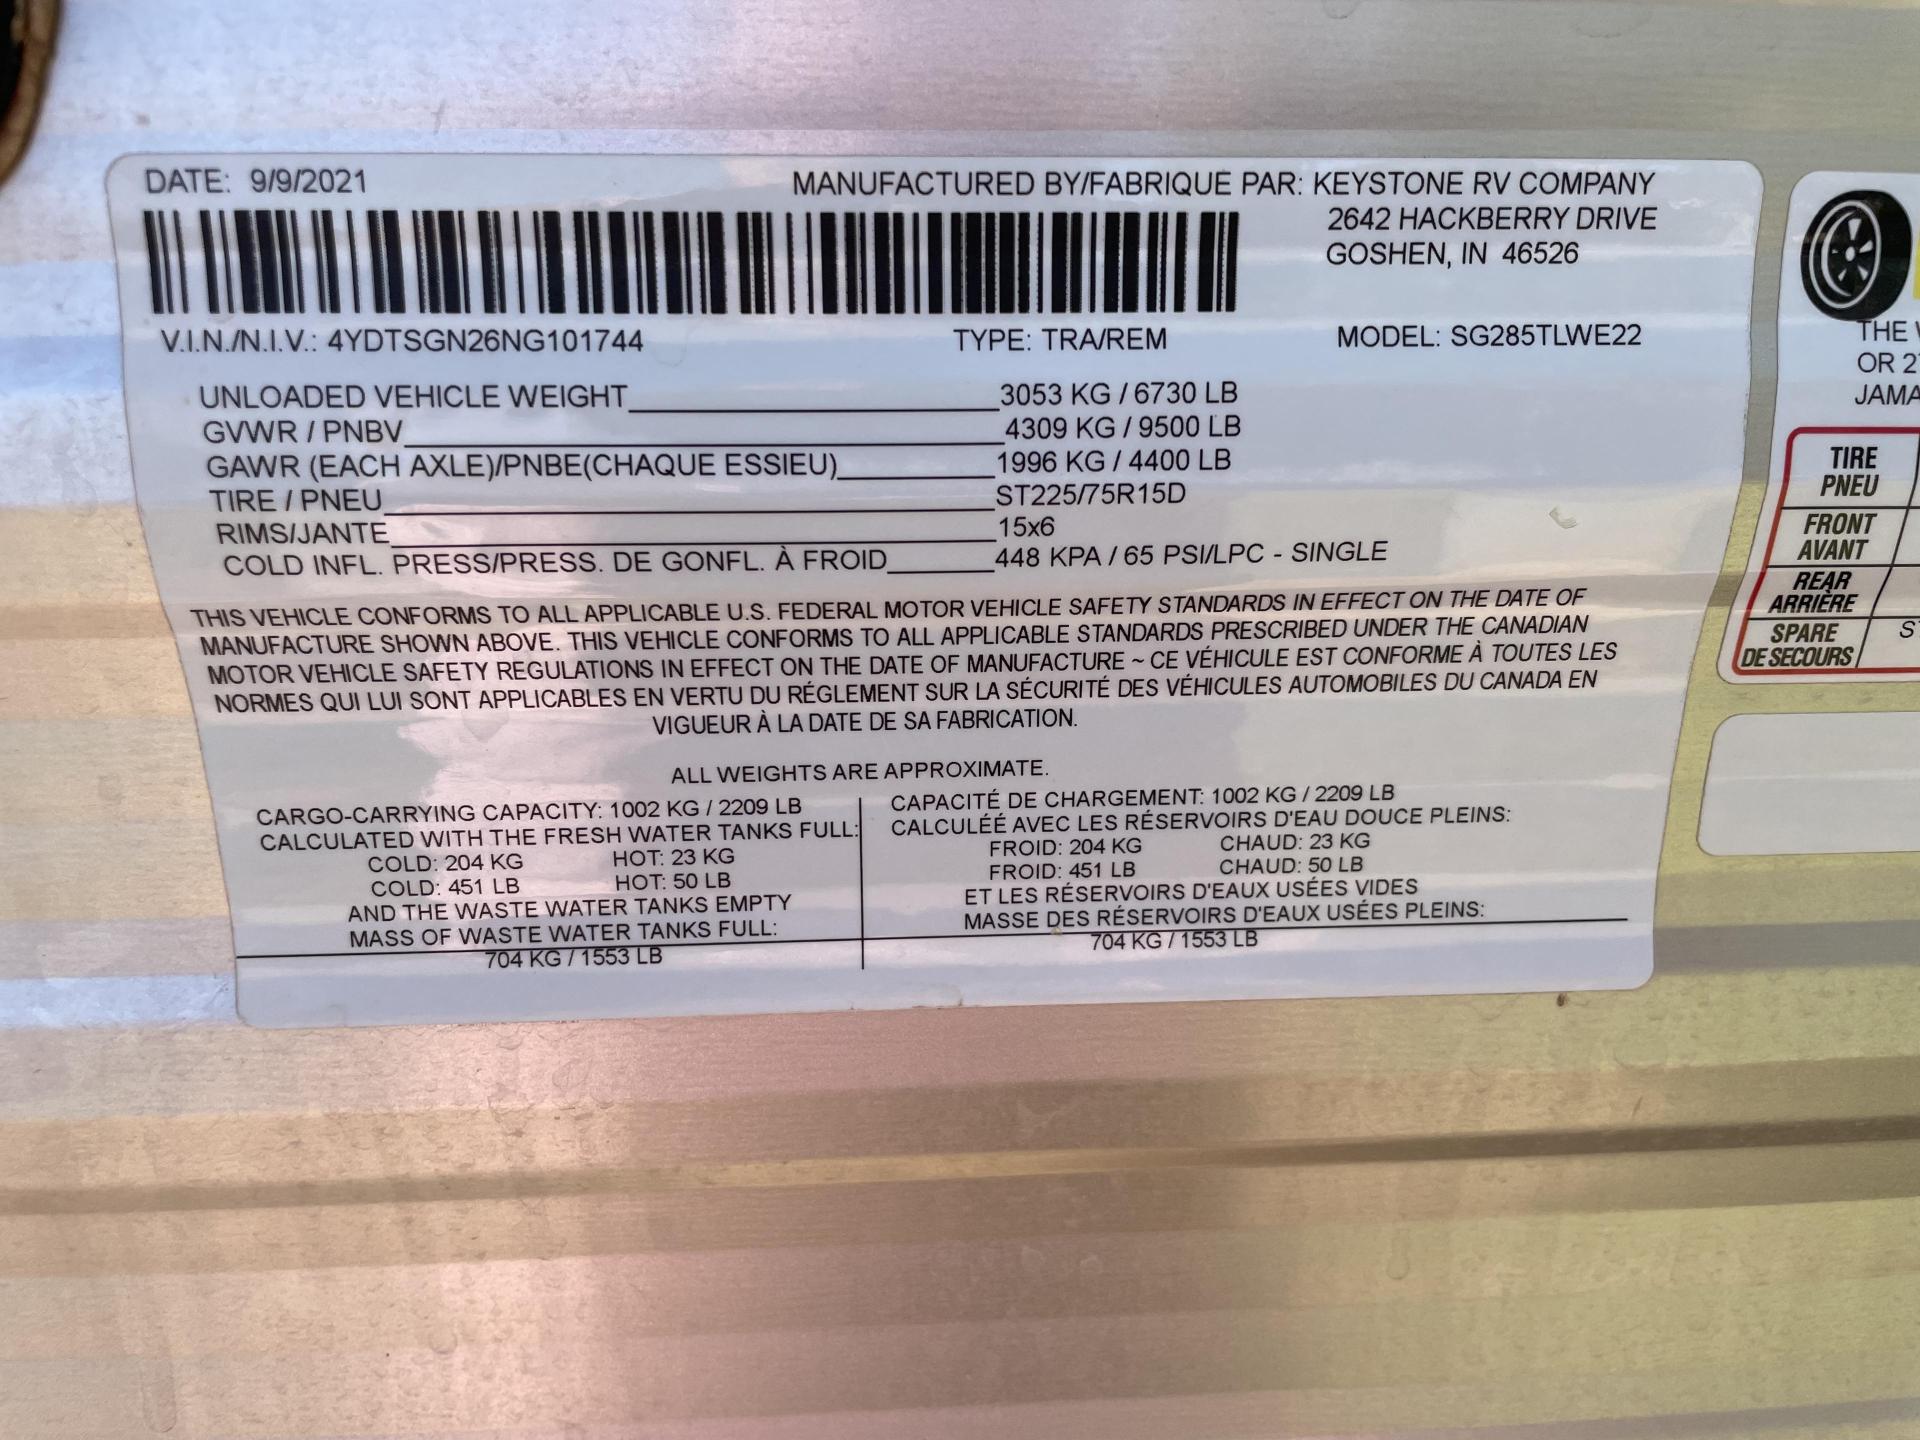 DATE: 9/9/2021
MANUFACTURED BY/FABRIQUE PAR: KEYSTONE RV COMPANY
2642 HACKBERRY DRIVE
GOSHEN, IN 46526
V.I.N./N.I.V.: 4YDTSGN26NG101744 TYPE: TRA/REM MODEL: SG285TLWE22
UNLOADED VEHICLE WEIGHT 3053 KG / 6730 LB
GVWR / PNBV 4309 KG / 9500 LB
GAWR (EACH AXLE)/PNBE(CHAQUE ESSIEU) 1996 KG / 4400 LB
TIRE / PNEU ST225/75R15D
RIMS/JANTE 15x6
COLD INFL. PRESS/PRESS. DE GONFL. À FROID 448 KPA / 65 PSI/LPC - SINGLE
THIS VEHICLE CONFORMS TO ALL APPLICABLE U.S. FEDERAL MOTOR VEHICLE SAFETY STANDARDS IN EFFECT ON THE DATE OF
MANUFACTURE SHOWN ABOVE. THIS VEHICLE CONFORMS TO ALL APPLICABLE STANDARDS PRESCRIBED UNDER THE CANADIAN
MOTOR VEHICLE SAFETY REGULATIONS IN EFFECT ON THE DATE OF MANUFACTURE ~ CE VÉHICULE EST CONFORME À TOUTES LES
NORMES QUI LUI SONT APPLICABLES EN VERTU DU RÉGLEMENT SUR LA SÉCURITÉ DES VÉHICULES AUTOMOBILES DU CANADA EN
VIGUEUR À LA DATE DE SA FABRICATION.
ALL WEIGHTS ARE APPROXIMATE.
CARGO-CARRYING CAPACITY: 1002 KG / 2209 LB
CALCULATED WITH THE FRESH WATER TANKS FULL:
COLD: 204 KG HOT: 23 KG
COLD: 451 LB HOT: 50 LB
AND THE WASTE WATER TANKS EMPTY
MASS OF WASTE WATER TANKS FULL:
704 KG / 1553 LB
CAPACITÉ DE CHARGEMENT: 1002 KG / 2209 LB
CALCULÉÉ AVEC LES RÉSERVOIRS D'EAU DOUCE PLEINS:
FROID: 204 KG CHAUD: 23 KG
FROID: 451 LB CHAUD: 50 LB
ET LES RÉSERVOIRS D'EAUX USÉES VIDES
MASSE DES RÉSERVOIRS D'EAUX USÉES PLEINS:
704 KG / 1553 LB
THE
OR
JAMA
TIRE
PNEU
FRONT
AVANT
REAR
ARRIÈRE
SPARE
DE SECOURS